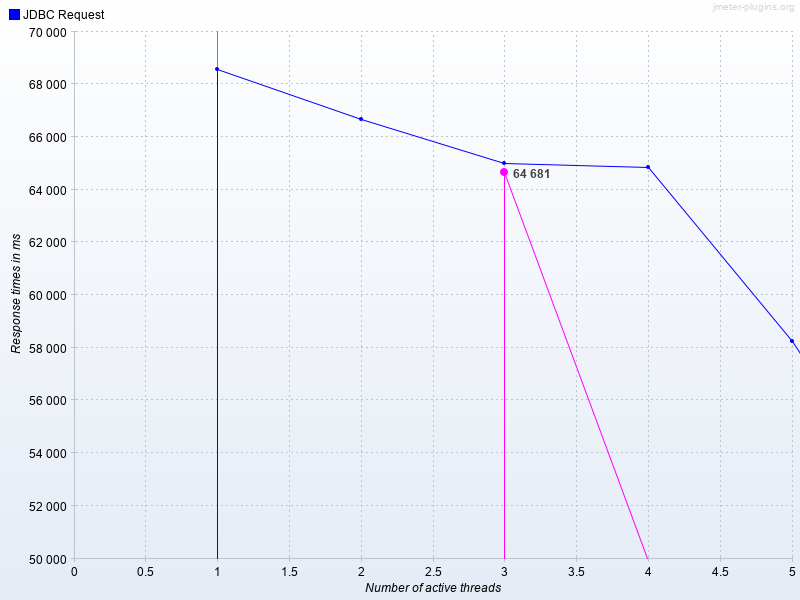 jmeter-plugins.org
JDBC Request
70 000
68 000
66 000
64 681
64 000
62 000
60 000
58 000
56 000
54 000
52 000
50 000
Response times in ms
0 0.5 1 1.5 2 2.5 3 3.5 4 4.5 5
Number of active threads